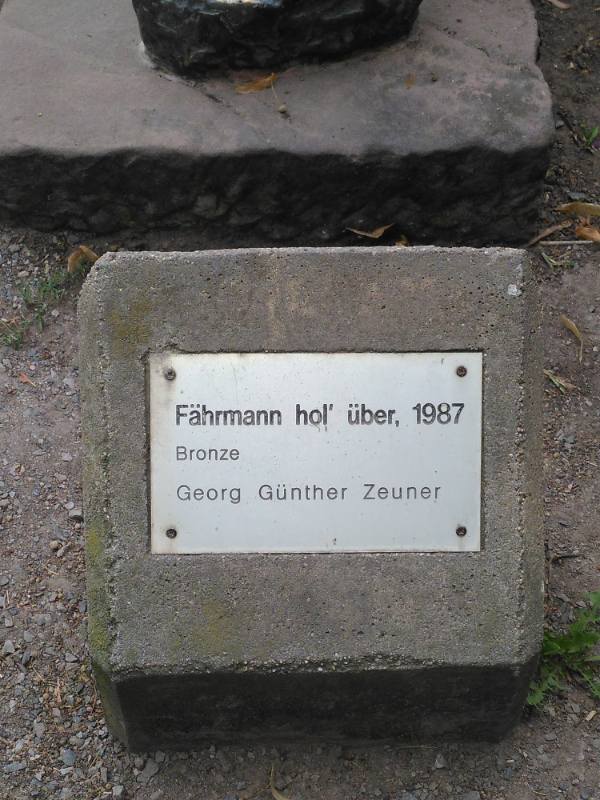 Fährmann hol' über, 1987
Bronze
Georg Günther Zeuner